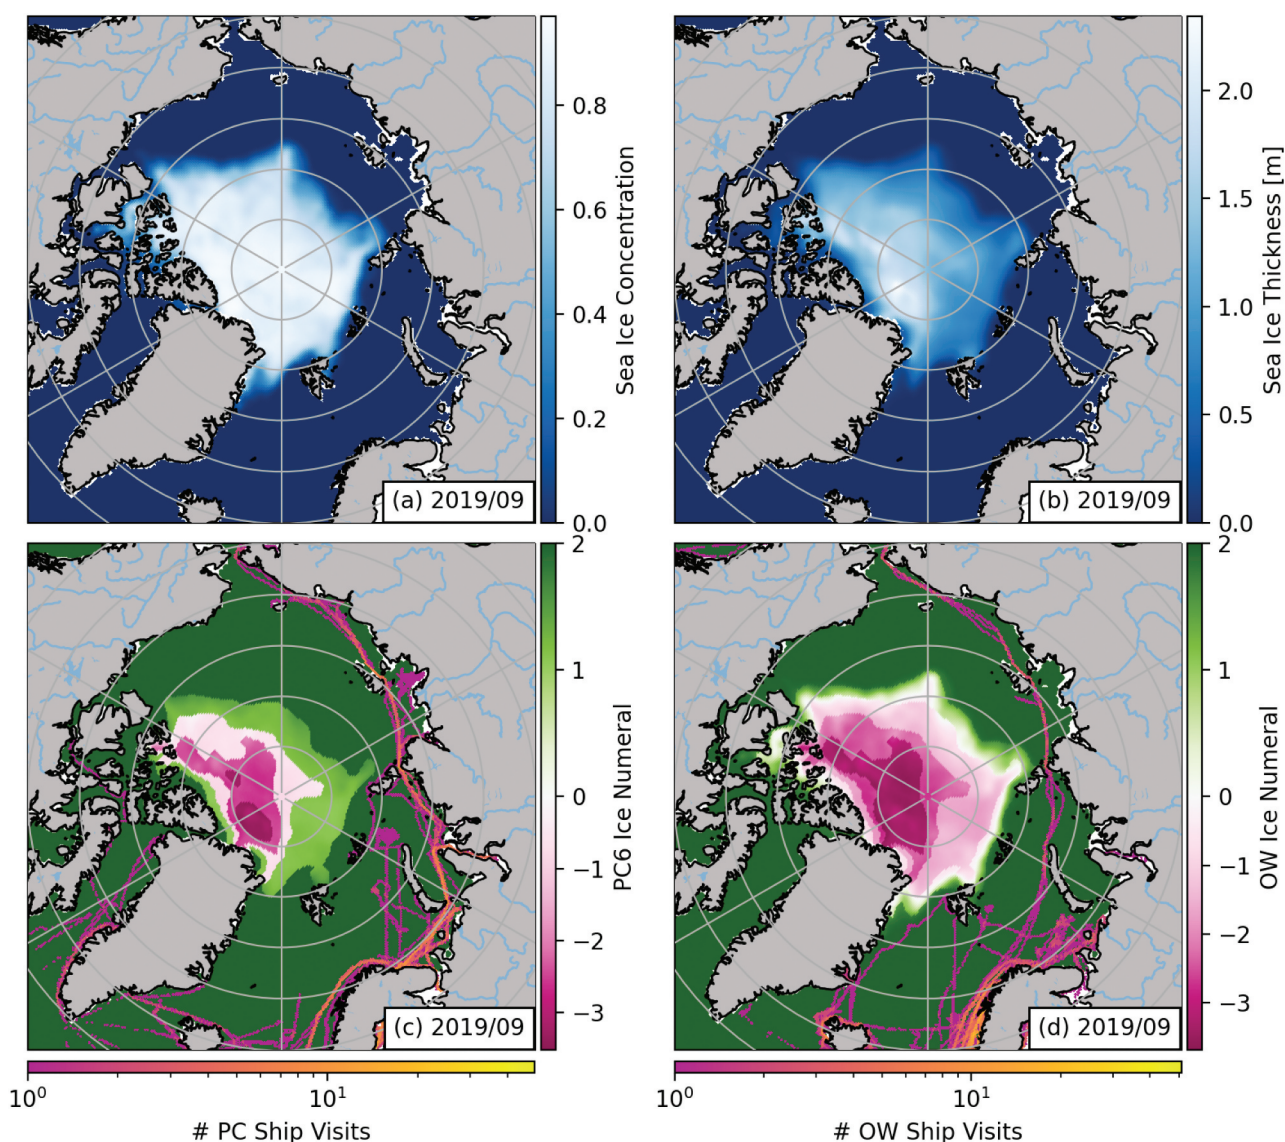 0.8
0.6
0.4
0.2
0.0
Sea Ice Concentration
(a) 2019/09
2.0
1.5
1.0
0.5
0.0
Sea Ice Thickness [m]
(b) 2019/09
2
1
0
−1
−2
−3
PC6 Ice Numeral
(c) 2019/09
2
1
0
−1
−2
−3
OW Ice Numeral
(d) 2019/09
10⁰ 10¹
# PC Ship Visits
10⁰ 10¹
# OW Ship Visits